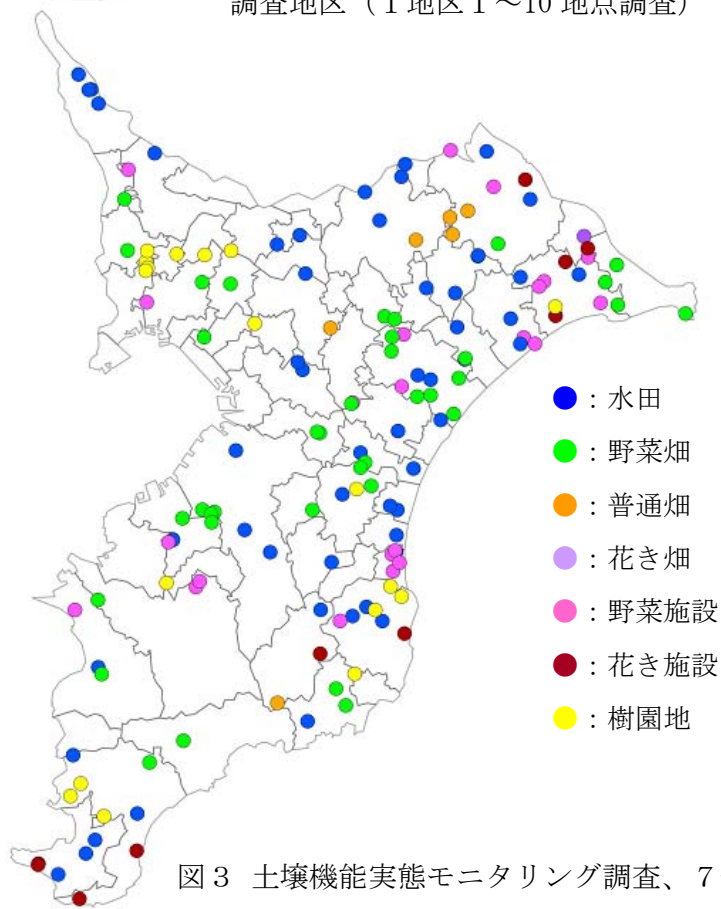 調査地区（１地区１～10 地点調査）
：水田
：野菜畑
：普通畑
：花き畑
：野菜施設
：花き施設
：樹園地
図３ 土壌機能実態モニタリング調査、７